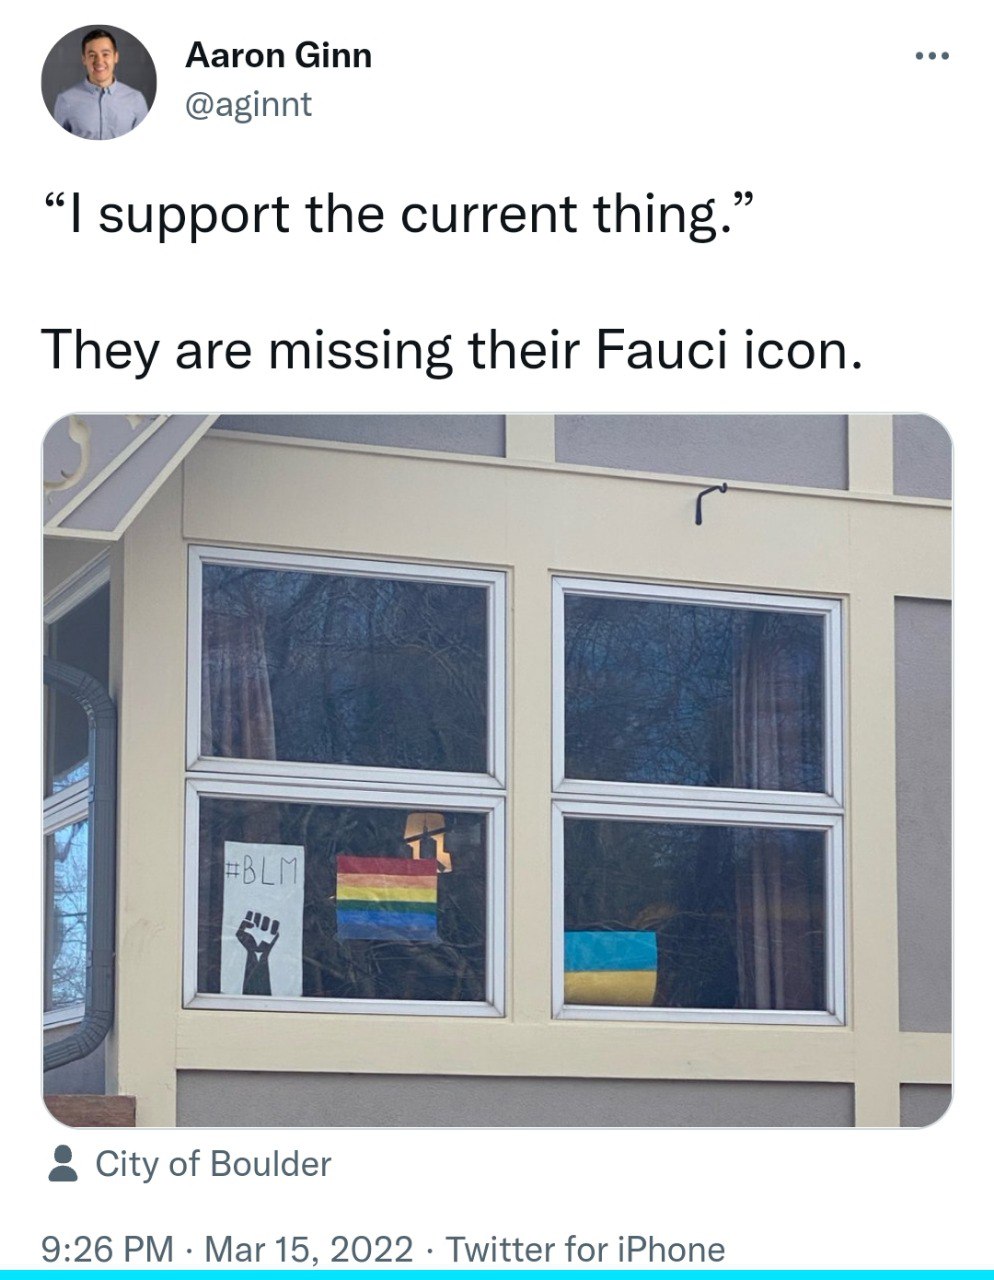 Aaron Ginn
@aginnt
“I support the current thing.”
They are missing their Fauci icon.
#BLM
City of Boulder
9:26 PM · Mar 15, 2022 · Twitter for iPhone